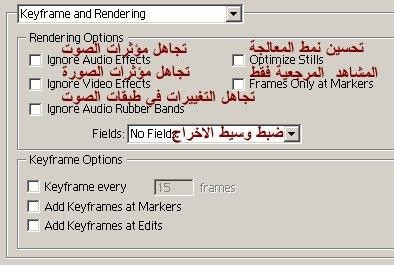 Keyframe and Rendering
Rendering Options
تجاهل مؤثرات الصوت
تحسين نمط المعالجة
Ignore Audio Effects
Optimize Stills
تجاهل مؤثرات الصورة
المشاهد المرجعية فقط
Ignore Video Effects
Frames Only at Markers
تجاهل التغييرات في طبقات الصوت
Ignore Audio Rubber Bands
Fields: No Fields ضبط وسيط الاخراج
Keyframe Options
Keyframe every 15 frames
Add Keyframes at Markers
Add Keyframes at Edits